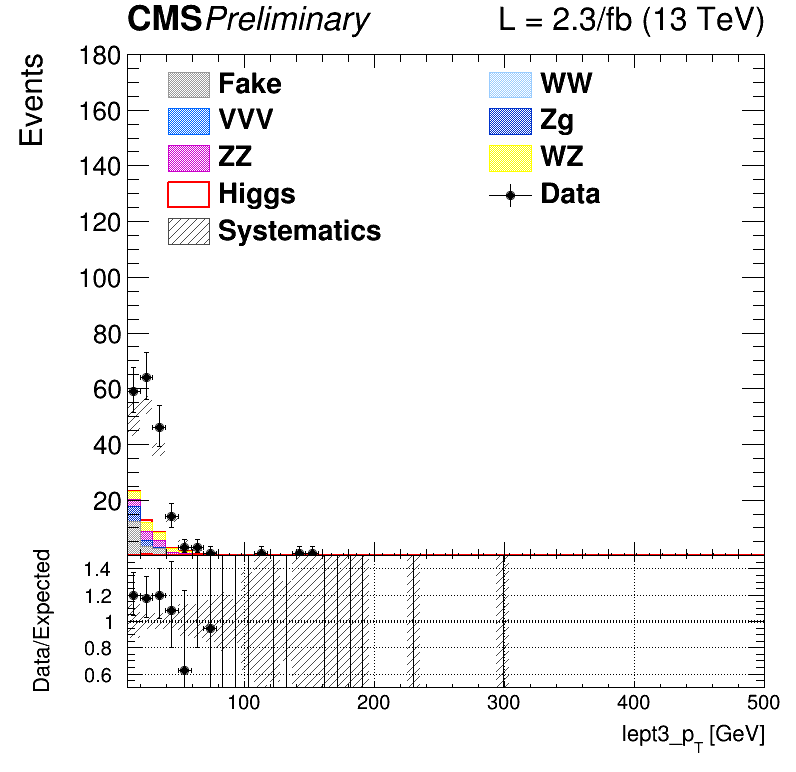 CMS Preliminary L = 2.3/fb (13 TeV)
Events
180
160
140
120
100
80
60
40
20
Fake WW
VVV Zg
ZZ WZ
Higgs Data
Systematics
Data/Expected
1.4
1.2
1
0.8
0.6
100 200 300 400 500
lept3_p_T [GeV]